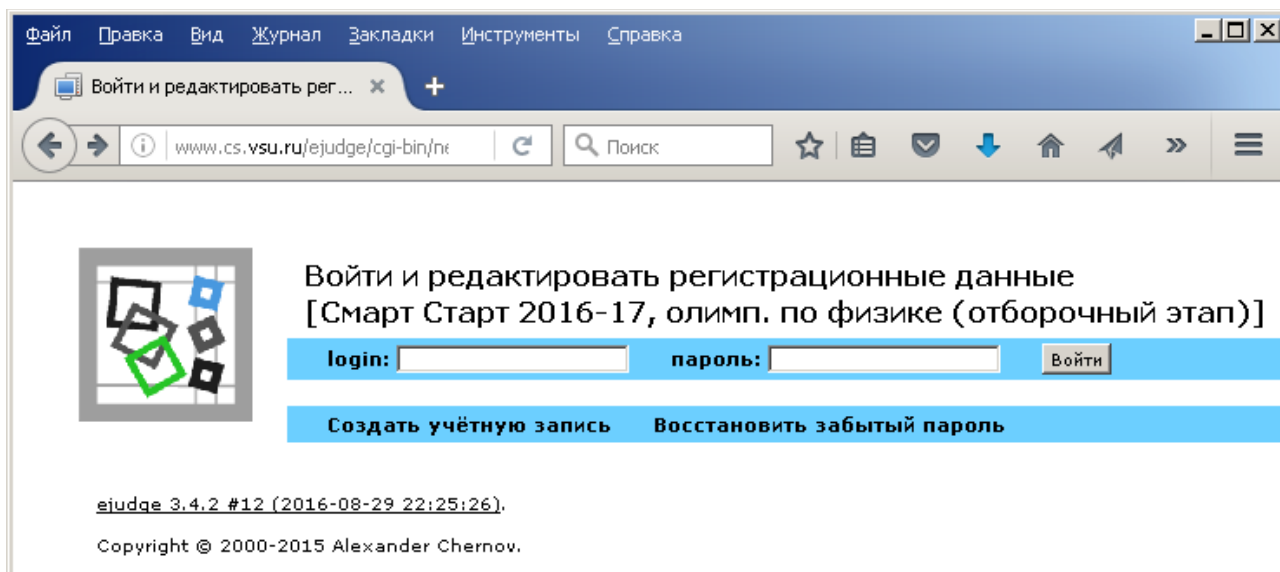 Файл Правка Вид Журнал Закладки Инструменты Справка
Войти и редактировать рег...
www.cs.vsu.ru/ejudge/cgi-bin/ne
Поиск
Войти и редактировать регистрационные данные
[Смарт Старт 2016-17, олимп. по физике (отборочный этап)]
login: пароль: Войти
Создать учётную запись Восстановить забытый пароль
ejudge 3.4.2 #12 (2016-08-29 22:25:26).
Copyright © 2000-2015 Alexander Chernov.